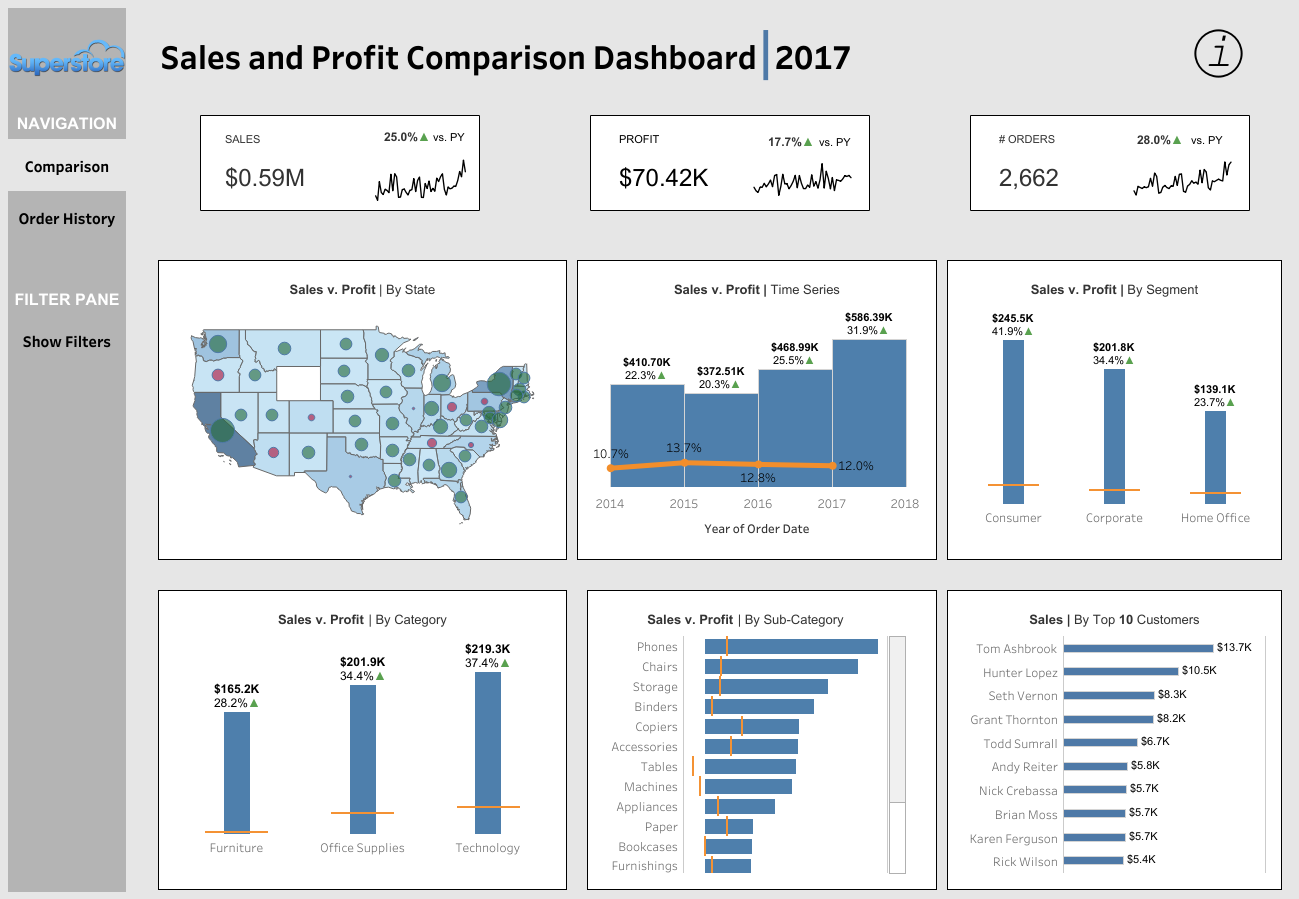 Superstore
Sales and Profit Comparison Dashboard 2017
i
NAVIGATION
Comparison
Order History
FILTER PANE
Show Filters
SALES
25.0%▲ vs. PY
$0.59M
PROFIT
17.7%▲ vs. PY
$70.42K
# ORDERS
28.0%▲ vs. PY
2,662
Sales v. Profit | By State
Sales v. Profit | Time Series
$586.39K
31.9%▲
$468.99K
25.5%▲
$410.70K
22.3%▲
$372.51K
20.3%▲
10.7%
13.7%
12.8%
12.0%
2014 2015 2016 2017 2018
Year of Order Date
Sales v. Profit | By Segment
$245.5K
41.9%▲
$201.8K
34.4%▲
$139.1K
23.7%▲
Consumer Corporate Home Office
Sales v. Profit | By Category
$219.3K
37.4%▲
$201.9K
34.4%▲
$165.2K
28.2%▲
Furniture Office Supplies Technology
Sales v. Profit | By Sub-Category
Phones
Chairs
Storage
Binders
Copiers
Accessories
Tables
Machines
Appliances
Paper
Bookcases
Furnishings
Sales | By Top 10 Customers
Tom Ashbrook $13.7K
Hunter Lopez $10.5K
Seth Vernon $8.3K
Grant Thornton $8.2K
Todd Sumrall $6.7K
Andy Reiter $5.8K
Nick Crebassa $5.7K
Brian Moss $5.7K
Karen Ferguson $5.7K
Rick Wilson $5.4K